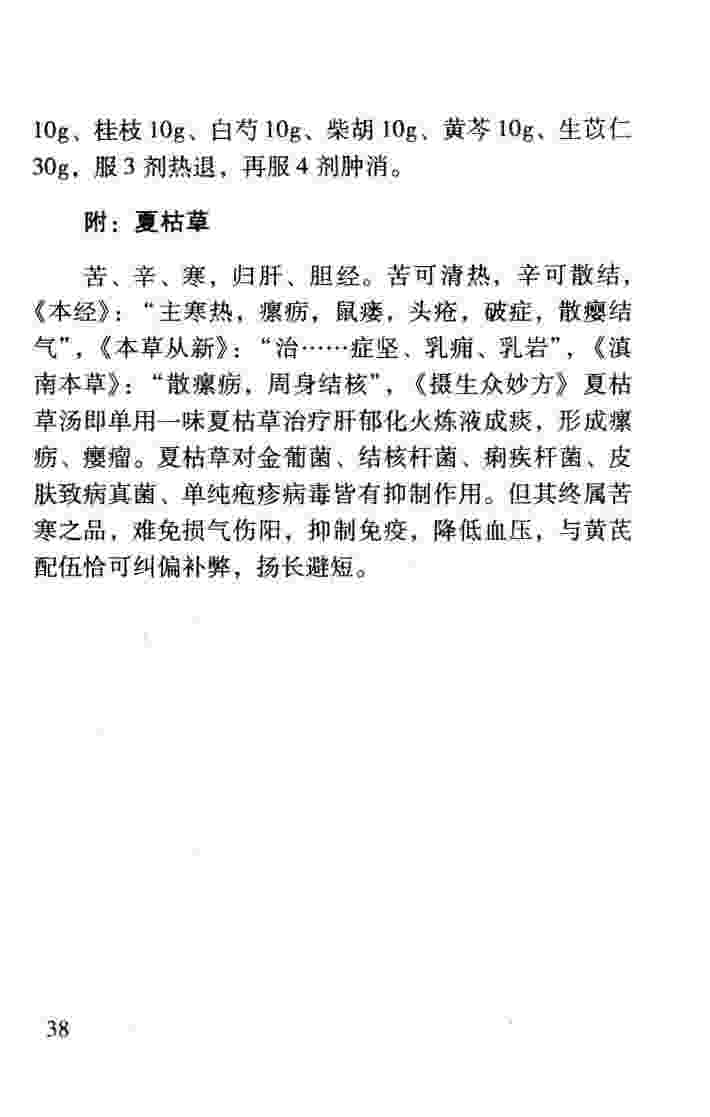 10g、桂枝 10g、白芍 10g、柴胡 10g、黄芩 10g、生苡仁
30g，服 3 剂热退，再服 4 剂肿消。
附：夏枯草
苦、辛、寒，归肝、胆经。苦可清热，辛可散结，
《本经》：“主寒热，瘰疬，鼠瘘，头疮，破症，散瘿结
气”，《本草从新》：“治……症坚、乳痈、乳岩”，《滇
南本草》：“散瘰疬，周身结核”，《摄生众妙方》夏枯
草汤即单用一味夏枯草治疗肝郁化火炼液成痰，形成瘰
疬、瘿瘤。夏枯草对金葡菌、结核杆菌、痢疾杆菌、皮
肤致病真菌、单纯疱疹病毒皆有抑制作用。但其终属苦
寒之品，难免损气伤阳，抑制免疫，降低血压，与黄芪
配伍恰可纠偏补弊，扬长避短。
38